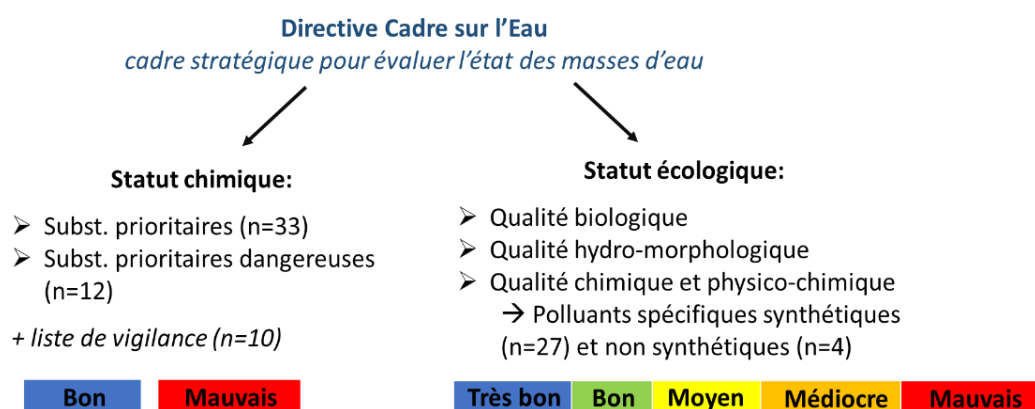 Directive Cadre sur l'Eau
cadre stratégique pour évaluer l'état des masses d'eau
Statut chimique:
➢ Subst. prioritaires (n=33)
➢ Subst. prioritaires dangereuses
(n=12)
+ liste de vigilance (n=10)
Bon Mauvais
Statut écologique:
➢ Qualité biologique
➢ Qualité hydro-morphologique
➢ Qualité chimique et physico-chimique
→ Polluants spécifiques synthétiques
(n=27) et non synthétiques (n=4)
Très bon Bon Moyen Médiocre Mauvais